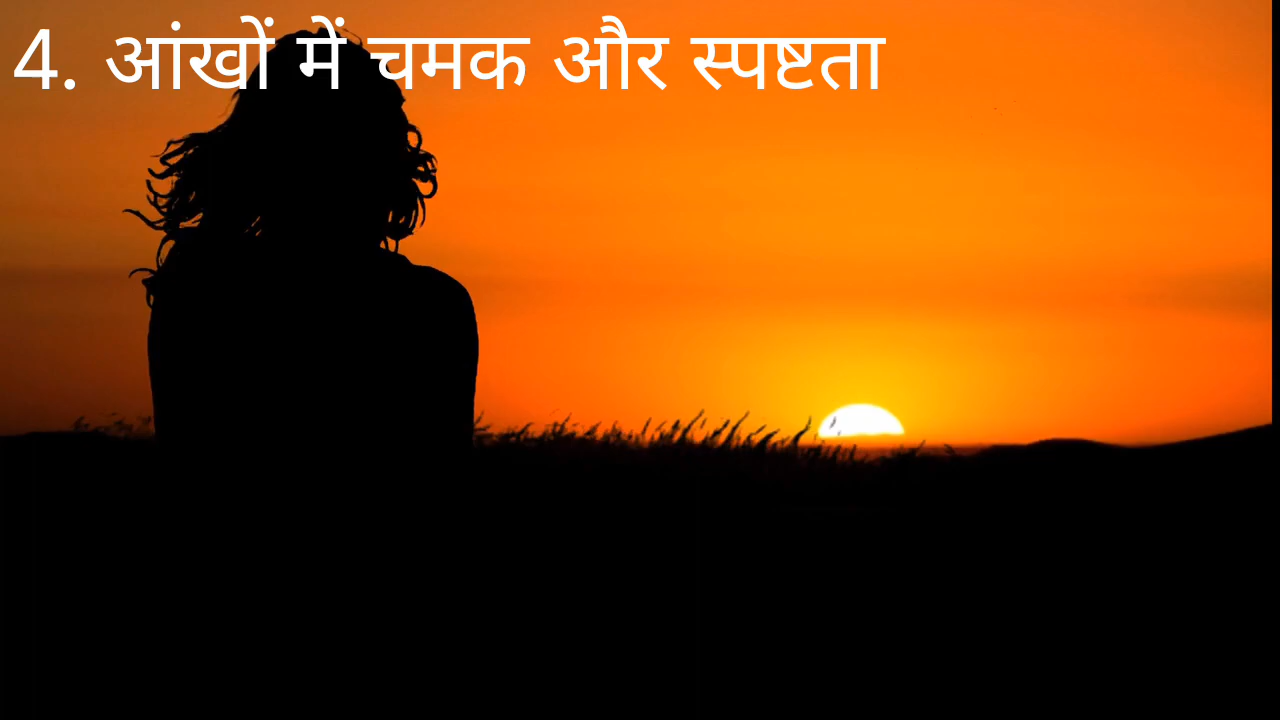 4. आंखों में चमक और स्पष्टता